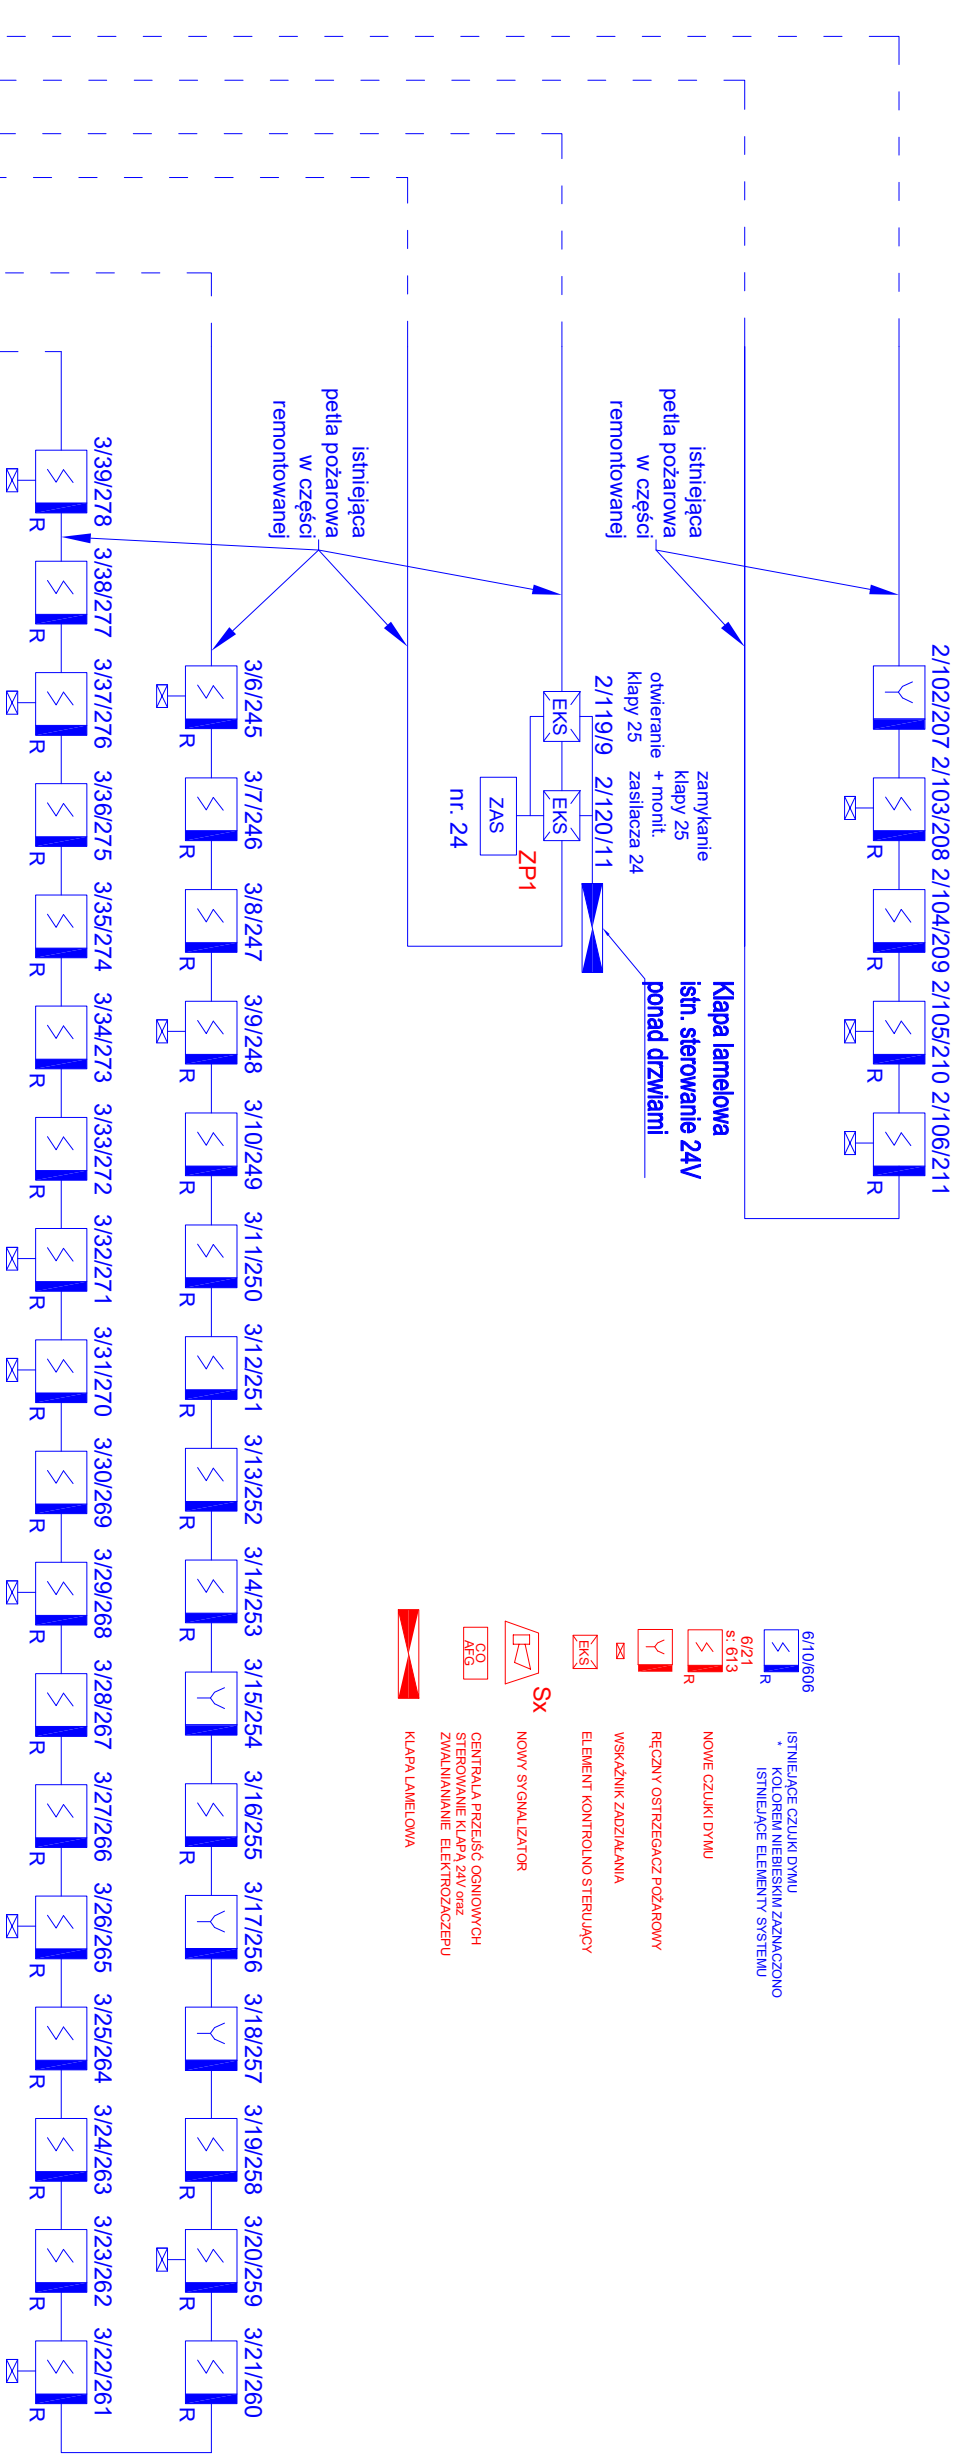 2/102/207
2/103/208
R
2/104/209
R
2/105/210
R
2/106/211
R
istniejąca
petla pożarowa
w części
remontowanej
zamykanie
klapy 25
+ monit.
zasilacza 24
otwieranie
klapy 25
2/119/9
2/120/11
EKS
EKS
ZAS
ZP1
nr. 24
Klapa lamelowa
istn. sterowanie 24V
ponad drzwiami
istniejąca
petla pożarowa
w części
remontowanej
3/6/245
R
3/7/246
R
3/8/247
R
3/9/248
R
3/10/249
R
3/11/250
R
3/12/251
R
3/13/252
R
3/14/253
R
3/15/254
3/16/255
R
3/17/256
3/18/257
3/19/258
R
3/20/259
R
3/21/260
R
3/39/278
R
3/38/277
R
3/37/276
R
3/36/275
R
3/35/274
R
3/34/273
R
3/33/272
R
3/32/271
R
3/31/270
R
3/30/269
R
3/29/268
R
3/28/267
R
3/27/266
R
3/26/265
R
3/25/264
R
3/24/263
R
3/23/262
R
3/22/261
R
6/10/606
R
ISTNIEJĄCE CZUJKI DYMU
* KOLOREM NIEBIESKIM ZAZNACZONO
ISTNIEJĄCE ELEMENTY SYSTEMU
6/21
s: 613
R
NOWE CZUJKI DYMU
RĘCZNY OSTRZEGACZ POŻAROWY
WSKAŹNIK ZADZIAŁANIA
EKS
ELEMENT KONTROLNO STERUJĄCY
Sx
NOWY SYGNALIZATOR
CO
AFG
CENTRALA PRZEJŚĆ OGNIOWYCH
STEROWANIE KLAPĄ 24V oraz
ZWALNIANIANIE ELEKTROZACZEPU
KLAPA LAMELOWA